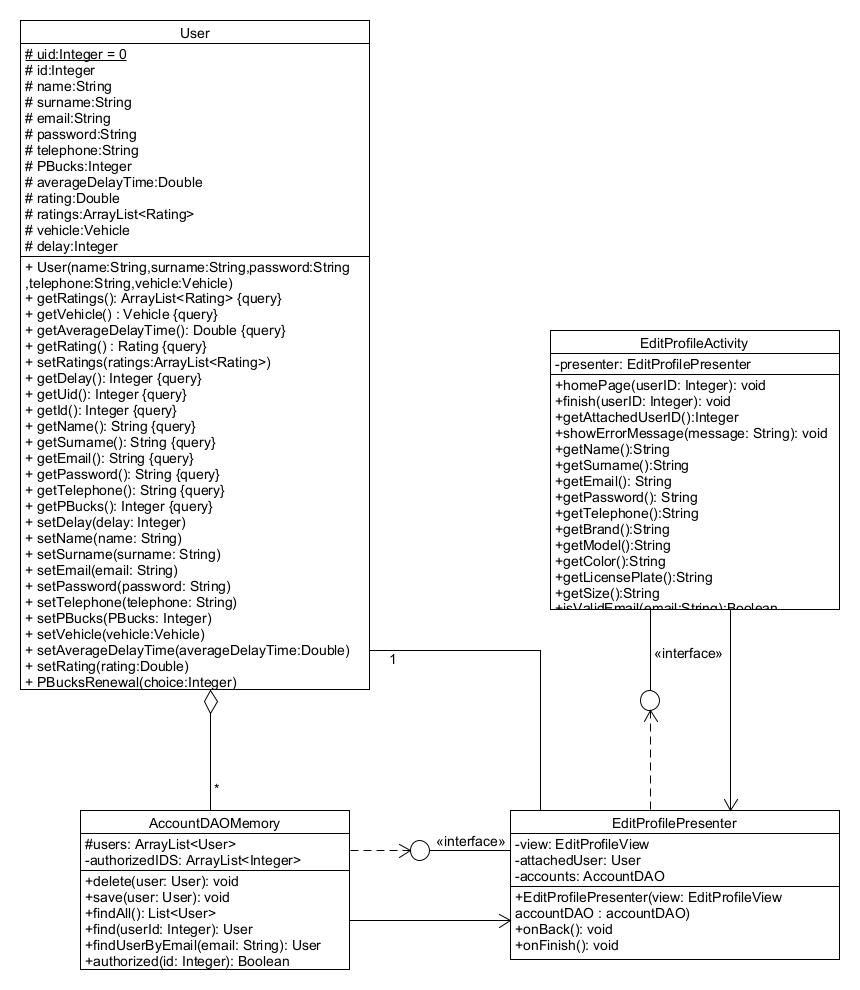 User
# uid:Integer = 0
# id:Integer
# name:String
# surname:String
# email:String
# password:String
# telephone:String
# PBucks:Integer
# averageDelayTime:Double
# rating:Double
# ratings:ArrayList<Rating>
# vehicle:Vehicle
# delay:Integer
+ User(name:String,surname:String,password:String
,telephone:String,vehicle:Vehicle)
+ getRatings(): ArrayList<Rating> {query}
+ getVehicle() : Vehicle {query}
+ getAverageDelayTime(): Double {query}
+ getRating() : Rating {query}
+ setRatings(ratings:ArrayList<Rating>)
+ getDelay(): Integer {query}
+ getUid(): Integer {query}
+ getId(): Integer {query}
+ getName(): String {query}
+ getSurname(): String {query}
+ getEmail(): String {query}
+ getPassword(): String {query}
+ getTelephone(): String {query}
+ getPBucks(): Integer {query}
+ setDelay(delay: Integer)
+ setName(name: String)
+ setSurname(surname: String)
+ setEmail(email: String)
+ setPassword(password: String)
+ setTelephone(telephone: String)
+ setPBucks(PBucks: Integer)
+ setVehicle(vehicle:Vehicle)
+ setAverageDelayTime(averageDelayTime:Double)
+ setRating(rating:Double)
+ PBucksRenewal(choice:Integer)
EditProfileActivity
-presenter: EditProfilePresenter
+homePage(userID: Integer): void
+finish(userID: Integer): void
+getAttachedUserID():Integer
+showErrorMessage(message: String): void
+getName():String
+getSurname():String
+getEmail(): String
+getPassword(): String
+getTelephone():String
+getBrand():String
+getModel():String
+getColor():String
+getLicensePlate():String
+getSize():String
+isValidEmail(email:String):Boolean
1
«interface»
*
AccountDAOMemory
#users: ArrayList<User>
-authorizedIDS: ArrayList<Integer>
+delete(user: User): void
+save(user: User): void
+findAll(): List<User>
+find(userId: Integer): User
+findUserByEmail(email: String): User
+authorized(id: Integer): Boolean
«interface»
EditProfilePresenter
-view: EditProfileView
-attachedUser: User
-accounts: AccountDAO
+EditProfilePresenter(view: EditProfileView
accountDAO : accountDAO)
+onBack(): void
+onFinish(): void